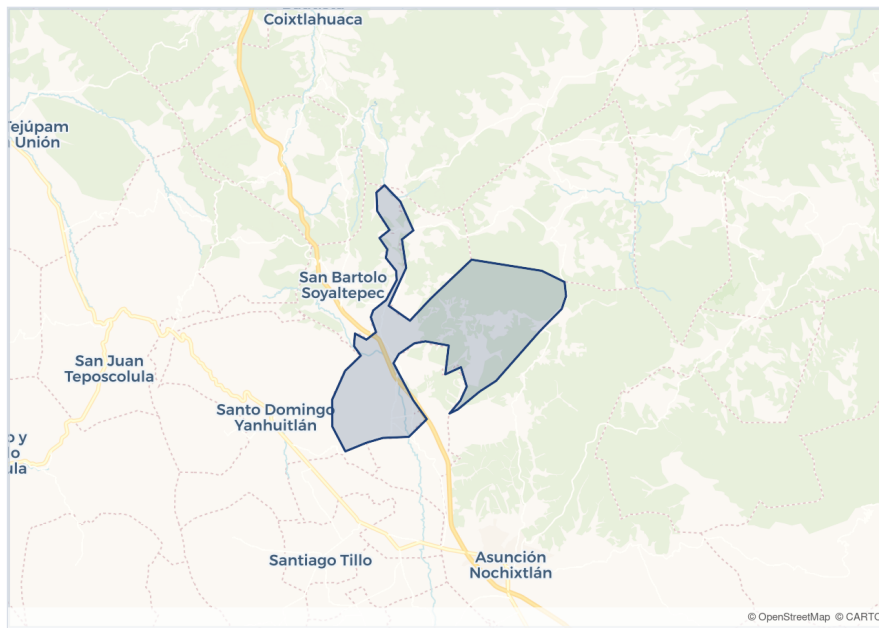 Coixtlahuaca
Tejúpam
Unión
San Bartolo
Soyaltepec
San Juan
Teposcolula
Santo Domingo
Yanhuitlán
Santiago Tillo
Asunción
Nochixtlán
© OpenStreetMap © CARTO